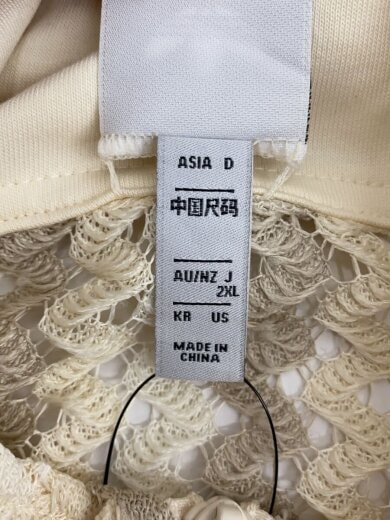 ASIA D
中国尺码
AU/NZ J
2XL
KR US
MADE IN
CHINA